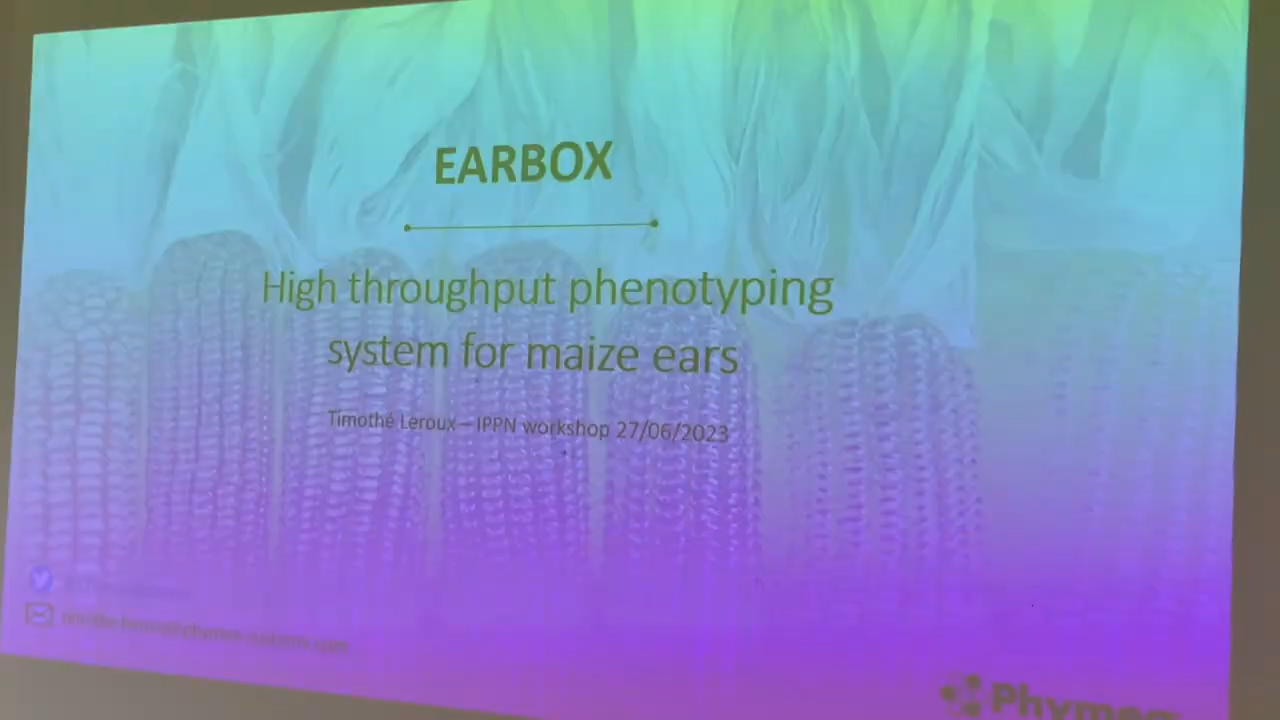 EARBOX
High throughput phenotyping
system for maize ears
Timothé Leroux – IPPN workshop 27/06/2023